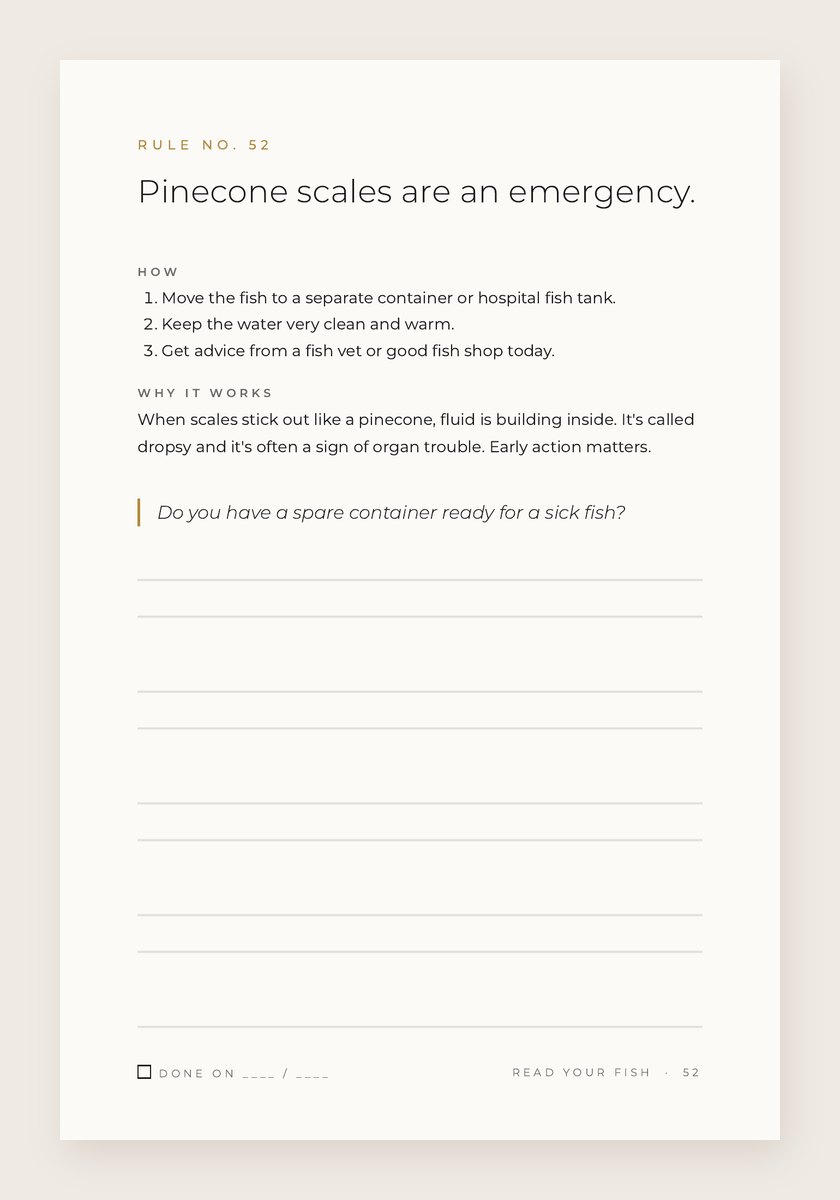 RULE NO. 52
Pinecone scales are an emergency.
HOW
1. Move the fish to a separate container or hospital fish tank.
2. Keep the water very clean and warm.
3. Get advice from a fish vet or good fish shop today.
WHY IT WORKS
When scales stick out like a pinecone, fluid is building inside. It's called
dropsy and it's often a sign of organ trouble. Early action matters.
Do you have a spare container ready for a sick fish?
DONE ON ____ / ____
READ YOUR FISH · 52